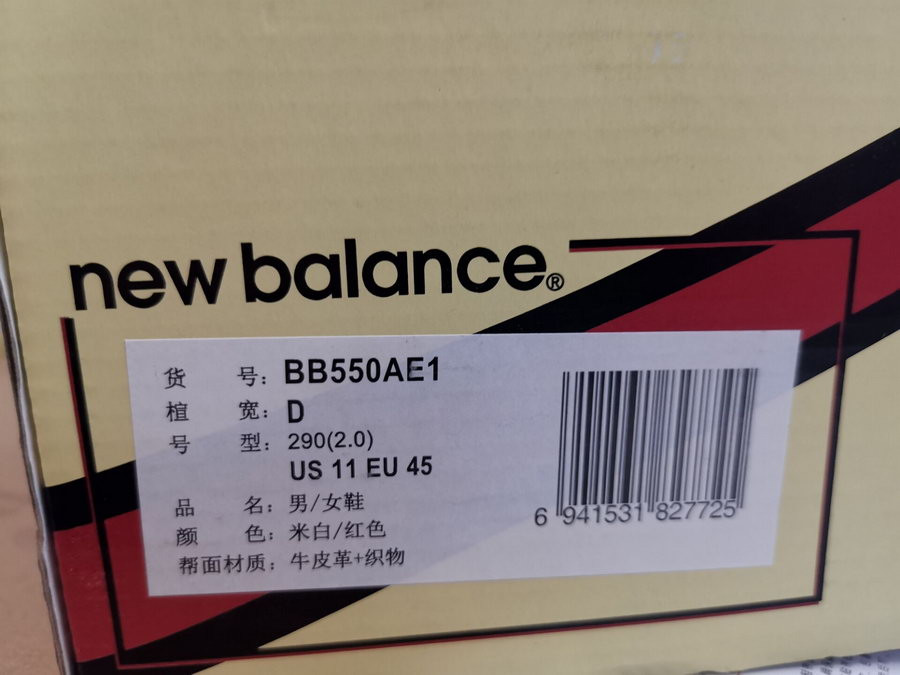 new balance®
货 号: BB550AE1
楦 宽: D
号 型: 290(2.0)
US 11 EU 45
品 名: 男/女鞋
颜 色: 米白/红色
帮面材质: 牛皮革+织物
6 941531 827725